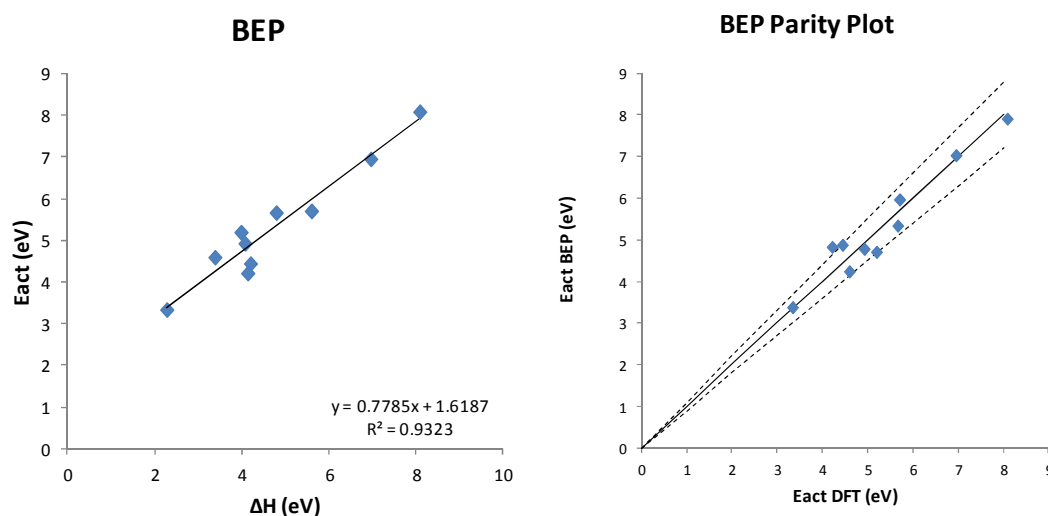 BEP
9
8
7
6
5
4
3
2
1
0
Eact (eV)
y = 0.7785x + 1.6187
R² = 0.9323
0 2 4 6 8 10
ΔH (eV)
BEP Parity Plot
9
8
7
6
5
4
3
2
1
0
Eact BEP (eV)
0 1 2 3 4 5 6 7 8 9
Eact DFT (eV)